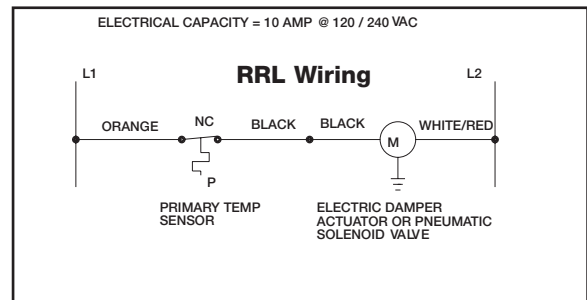 ELECTRICAL CAPACITY = 10 AMP @ 120 / 240 VAC
L1
RRL Wiring
L2
ORANGE
NC
BLACK
BLACK
WHITE/RED
M
P
PRIMARY TEMP
SENSOR
ELECTRIC DAMPER
ACTUATOR OR PNEUMATIC
SOLENOID VALVE